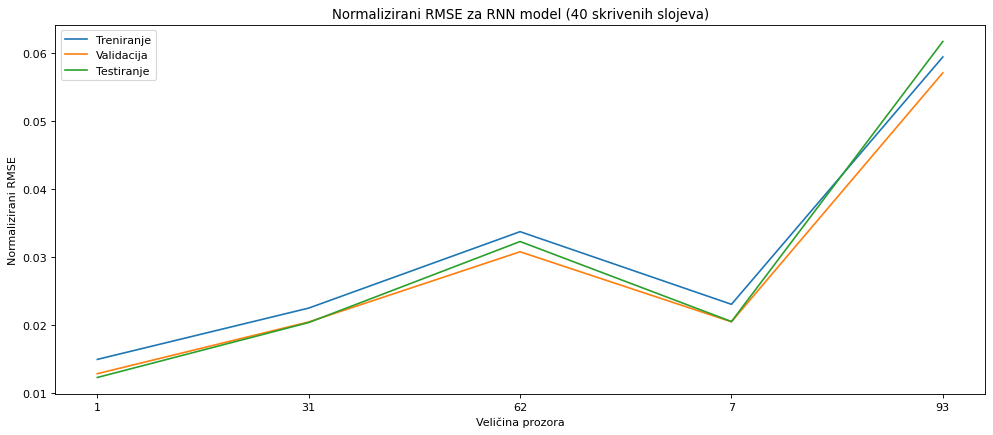 Normalizirani RMSE za RNN model (40 skrivenih slojeva)
Treniranje
Validacija
Testiranje
Normalizirani RMSE
0.06
0.05
0.04
0.03
0.02
0.01
1 31 62 7 93
Veličina prozora